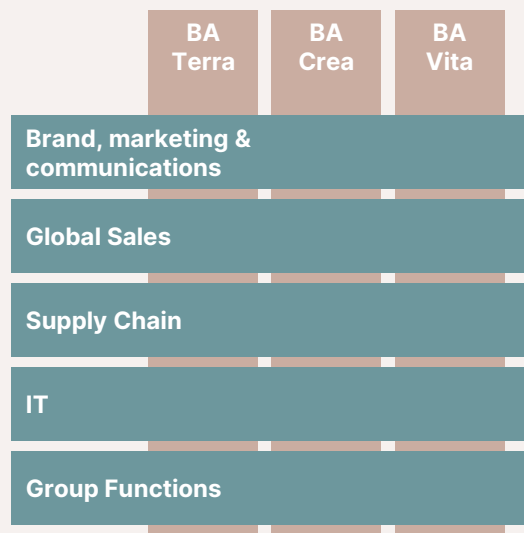 BA
Terra
BA
Crea
BA
Vita
Brand, marketing &
communications
Global Sales
Supply Chain
IT
Group Functions